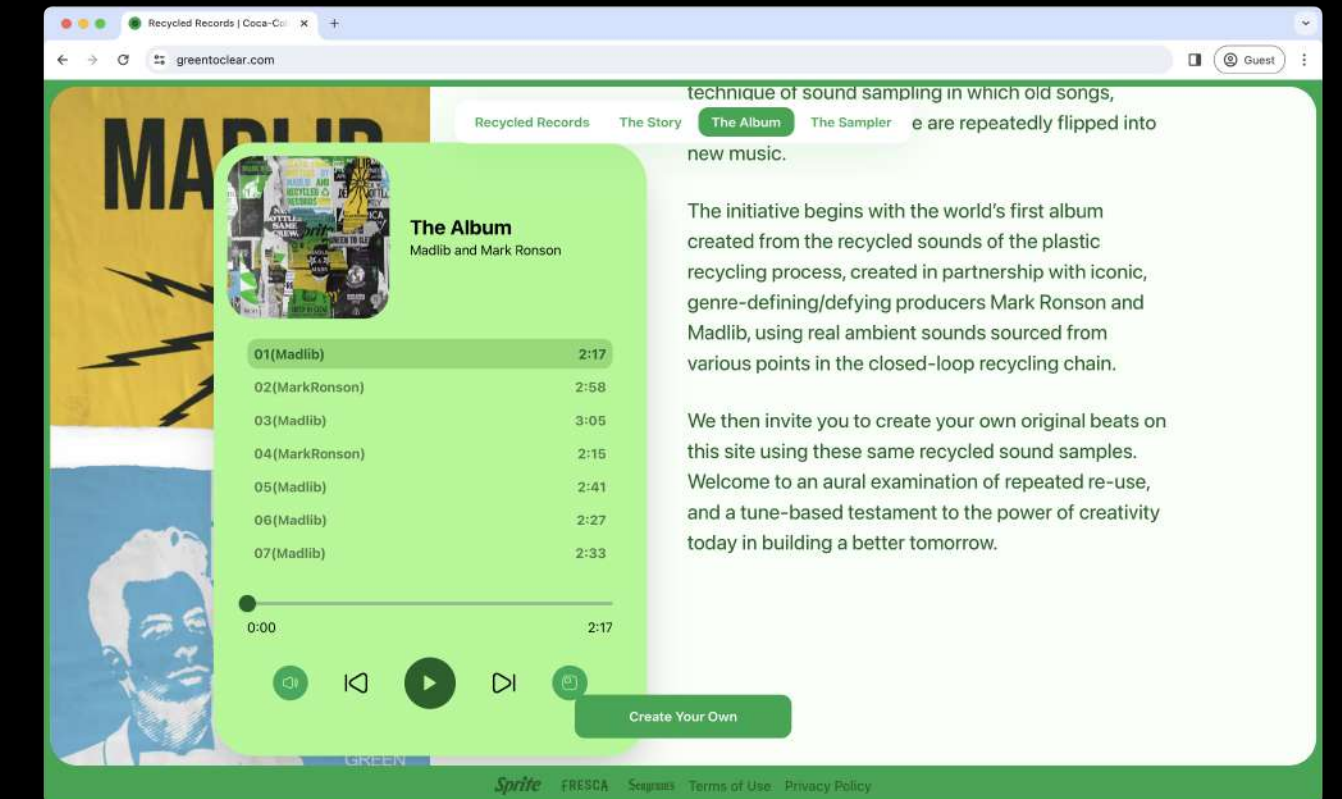 Recycled Records | Coca-Co
greentoclear.com
Guest
Recycled Records
The Story
The Album
The Sampler
technique of sound sampling in which old songs,
e are repeatedly flipped into
new music.
MADLIB
The Album
Madlib and Mark Ronson
01(Madlib) 2:17
02(MarkRonson) 2:58
03(Madlib) 3:05
04(MarkRonson) 2:15
05(Madlib) 2:41
06(Madlib) 2:27
07(Madlib) 2:33
0:00 2:17
The initiative begins with the world's first album
created from the recycled sounds of the plastic
recycling process, created in partnership with iconic,
genre-defining/defying producers Mark Ronson and
Madlib, using real ambient sounds sourced from
various points in the closed-loop recycling chain.
We then invite you to create your own original beats on
this site using these same recycled sound samples.
Welcome to an aural examination of repeated re-use,
and a tune-based testament to the power of creativity
today in building a better tomorrow.
Create Your Own
GREEN
Sprite FRESCA Seagram's Terms of Use Privacy Policy